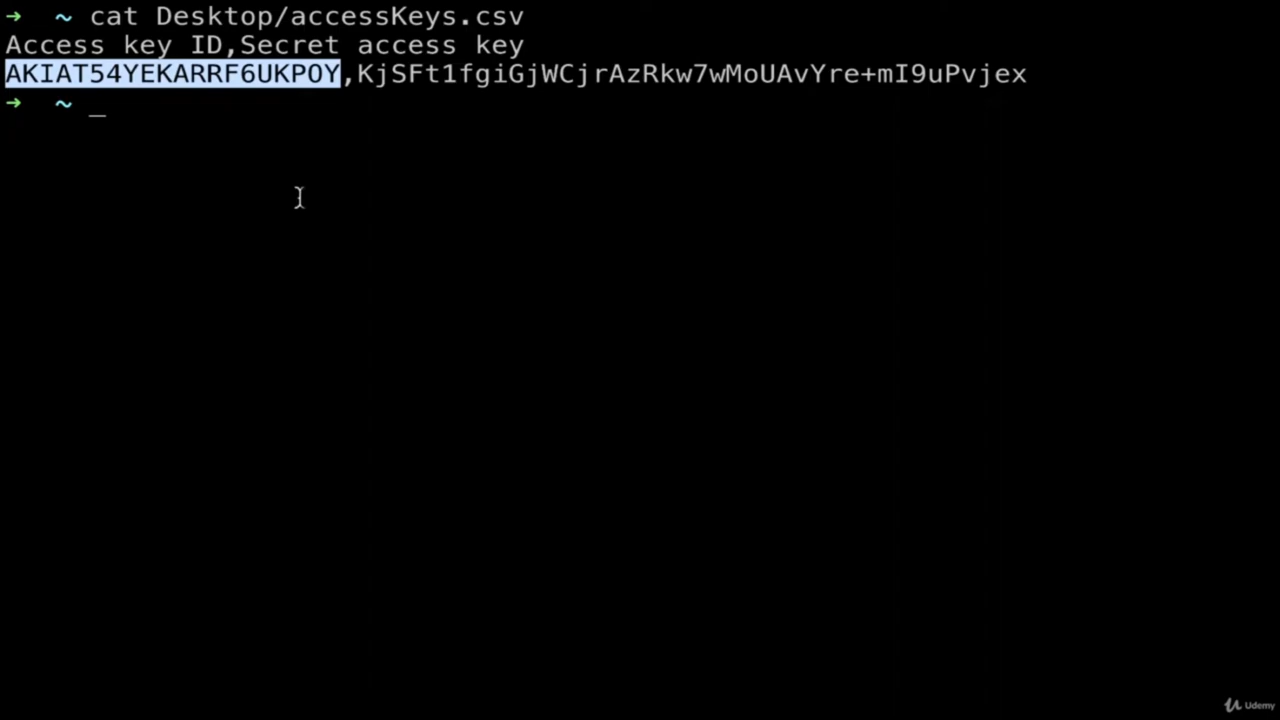 ➜ ~ cat Desktop/accessKeys.csv
Access key ID,Secret access key
AKIAT54YEKARRF6UKPOY,KjSFt1fgiGjWCjrAzRkw7wMoUAvYre+mI9uPvjex
➜ ~ _
Udemy